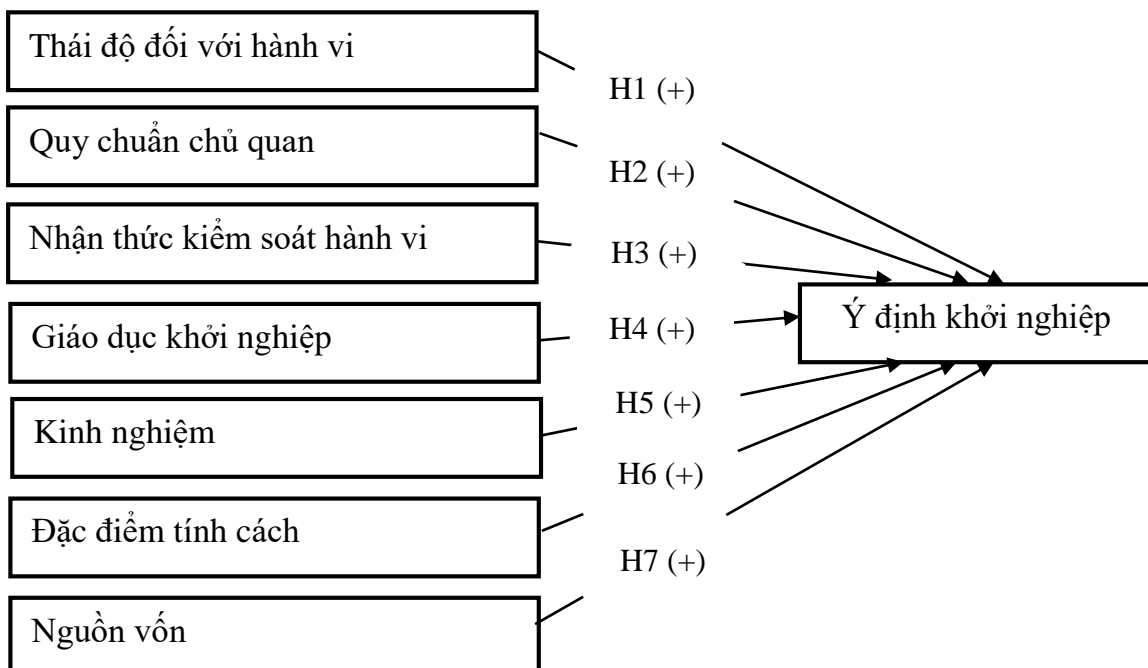 Thái độ đối với hành vi
H1 (+)
Quy chuẩn chủ quan
H2 (+)
Nhận thức kiểm soát hành vi
H3 (+)
Giáo dục khởi nghiệp
H4 (+)
Ý định khởi nghiệp
Kinh nghiệm
H5 (+)
Đặc điểm tính cách
H6 (+)
Nguồn vốn
H7 (+)